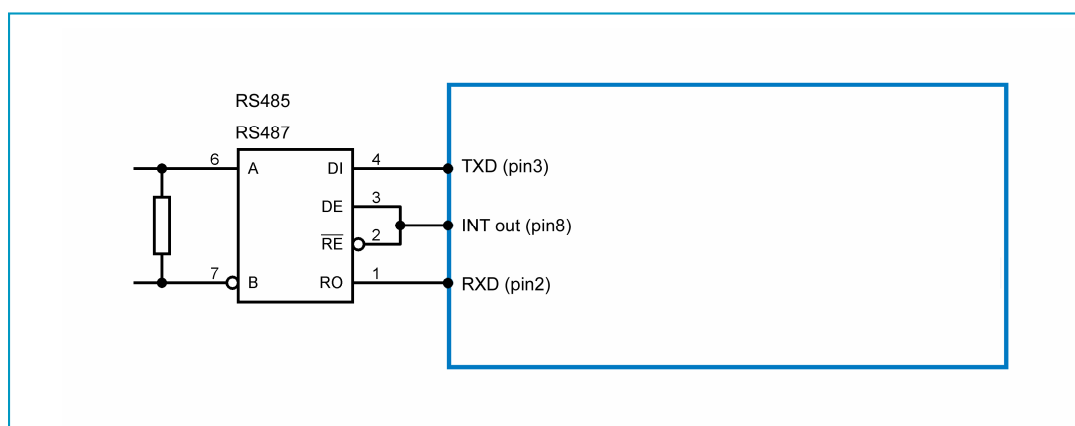 RS485
RS487
6
A
DI
4
TXD (pin3)
DE
3
INT out (pin8)
RE
2
7
B
RO
1
RXD (pin2)